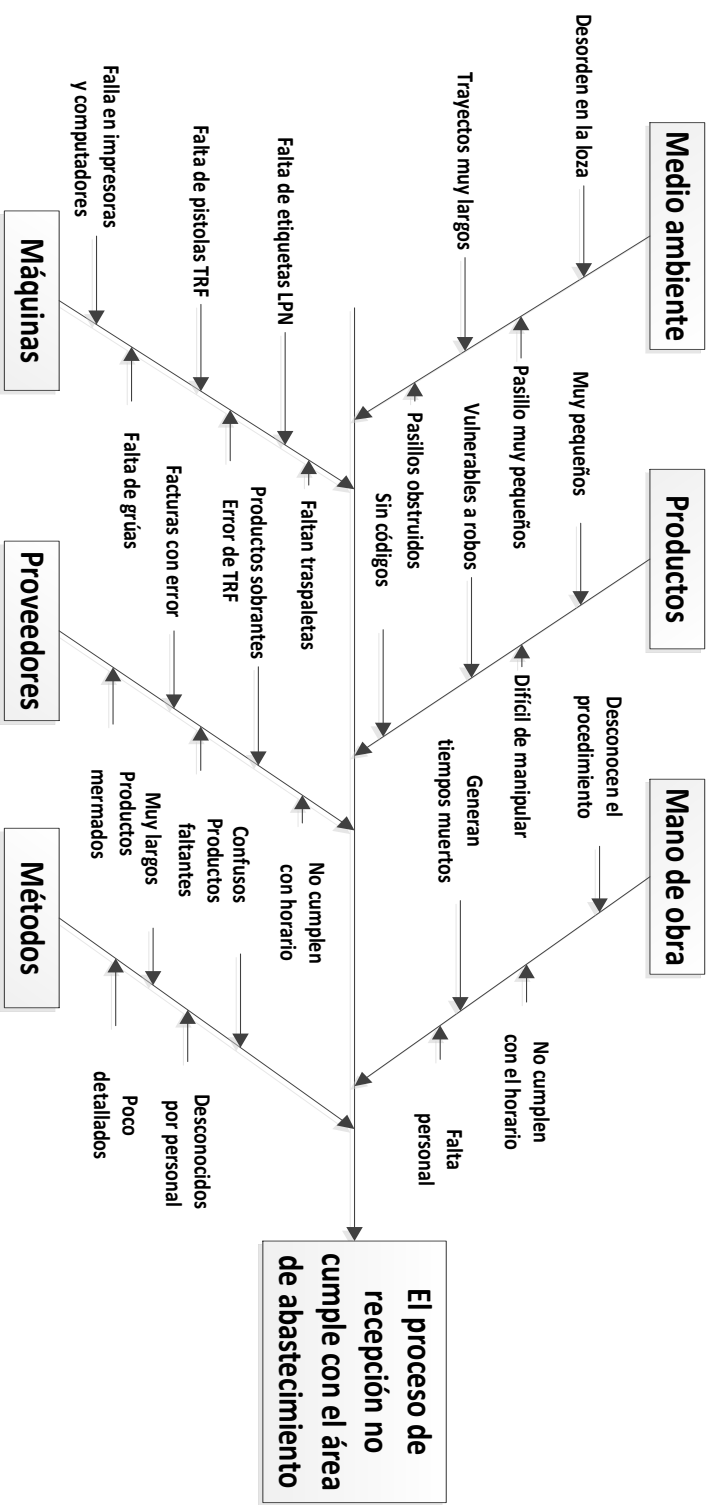 Medio ambiente
Desorden en la loza
Trayectos muy largos
Pasillo muy pequeños
Pasillos obstruidos
Productos
Muy pequeños
Vulnerables a robos
Sin códigos
Difícil de manipular
Mano de obra
Desconocen el
procedimiento
Generan
tiempos muertos
No cumplen
con el horario
Falta
personal
El proceso de
recepción no
cumple con el área
de abastecimiento
Falta de etiquetas LPN
Falta de pistolas TRF
Falla en impresoras
y computadores
Faltan traspaletas
Error de TRF
Falta de grúas
Máquinas
Productos sobrantes
Facturas con error
No cumplen
con horario
Productos
faltantes
Productos
mermados
Proveedores
Confusos
Muy largos
Desconocidos
por personal
Poco
detallados
Métodos